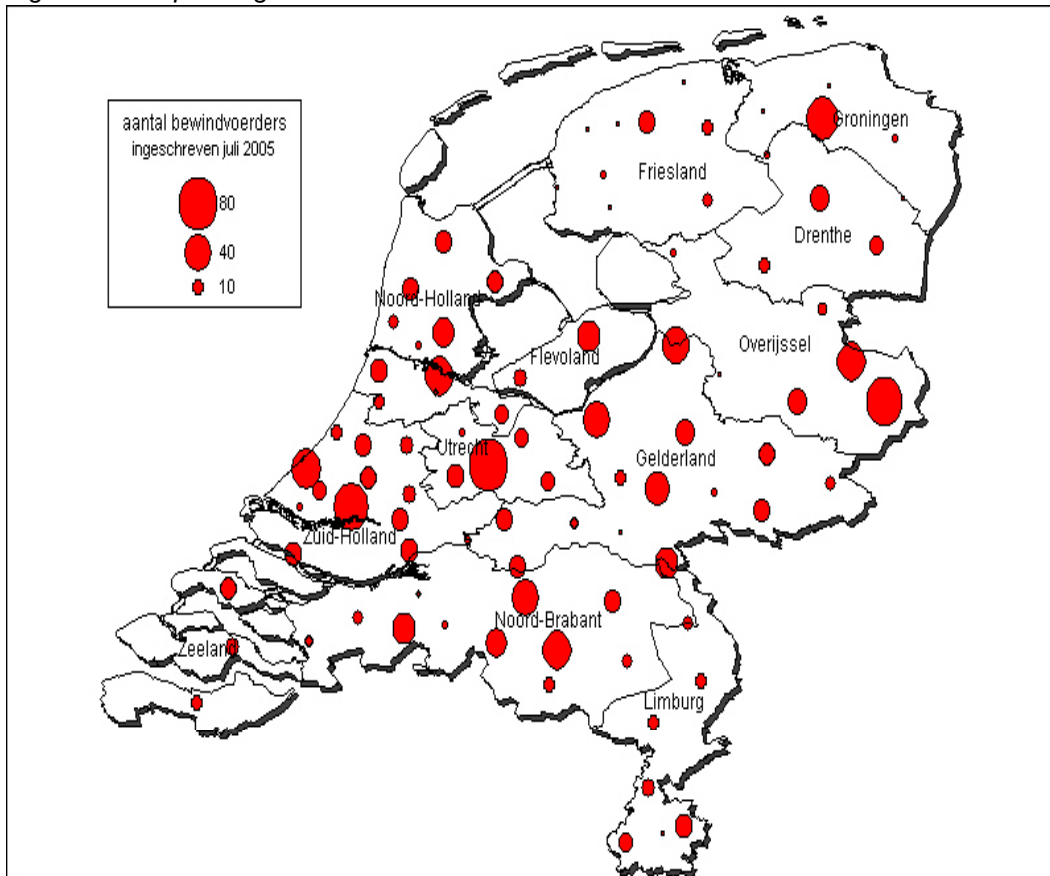 aantal bewindvoerders
ingeschreven juli 2005
80
40
10
Groningen
Friesland
Drenthe
Noord-Holland
Flevoland
Overijssel
Utrecht
Gelderland
Zuid-Holland
Noord-Brabant
Zeeland
Limburg